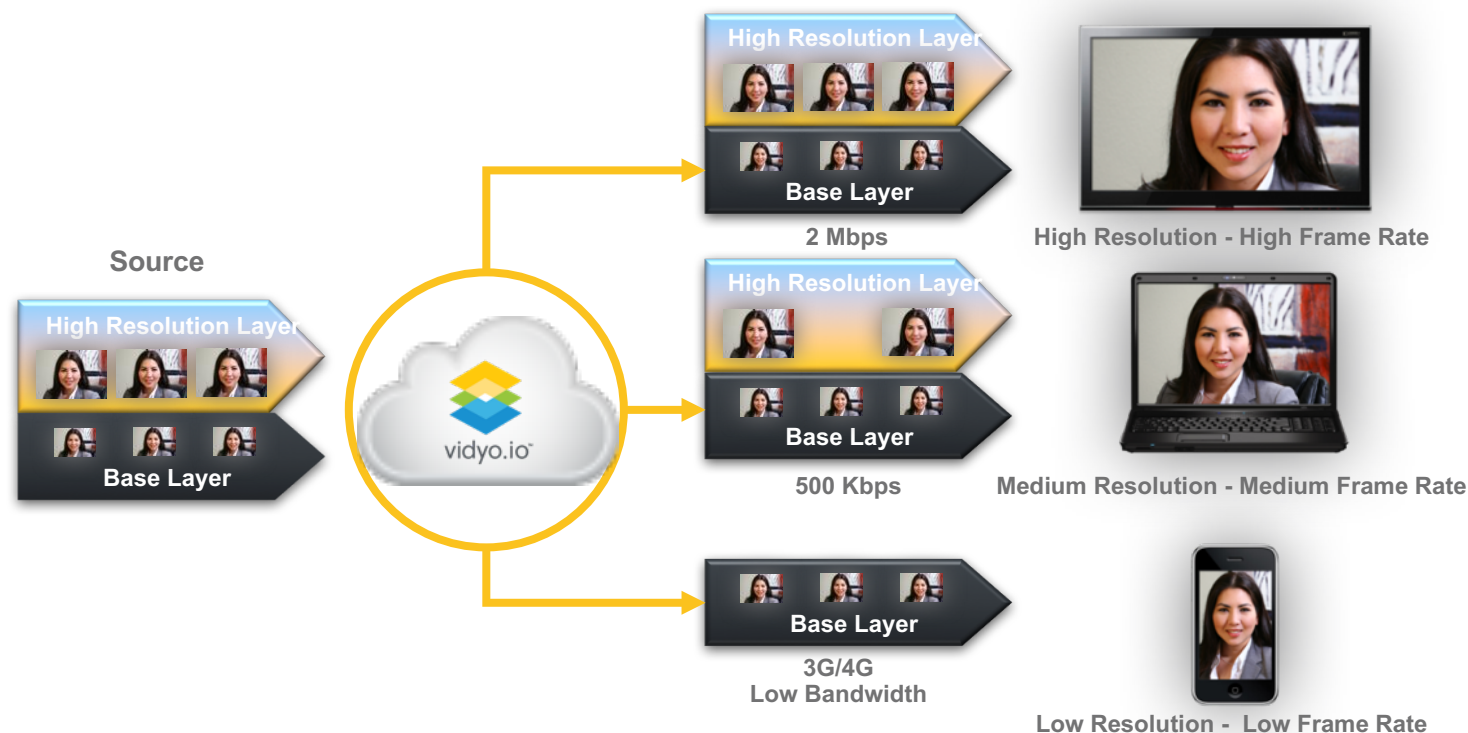 High Resolution Layer
Base Layer
2 Mbps
High Resolution - High Frame Rate
Source
High Resolution Layer
Base Layer
vidyo.io™
High Resolution Layer
Base Layer
500 Kbps
Medium Resolution - Medium Frame Rate
Base Layer
3G/4G
Low Bandwidth
Low Resolution - Low Frame Rate